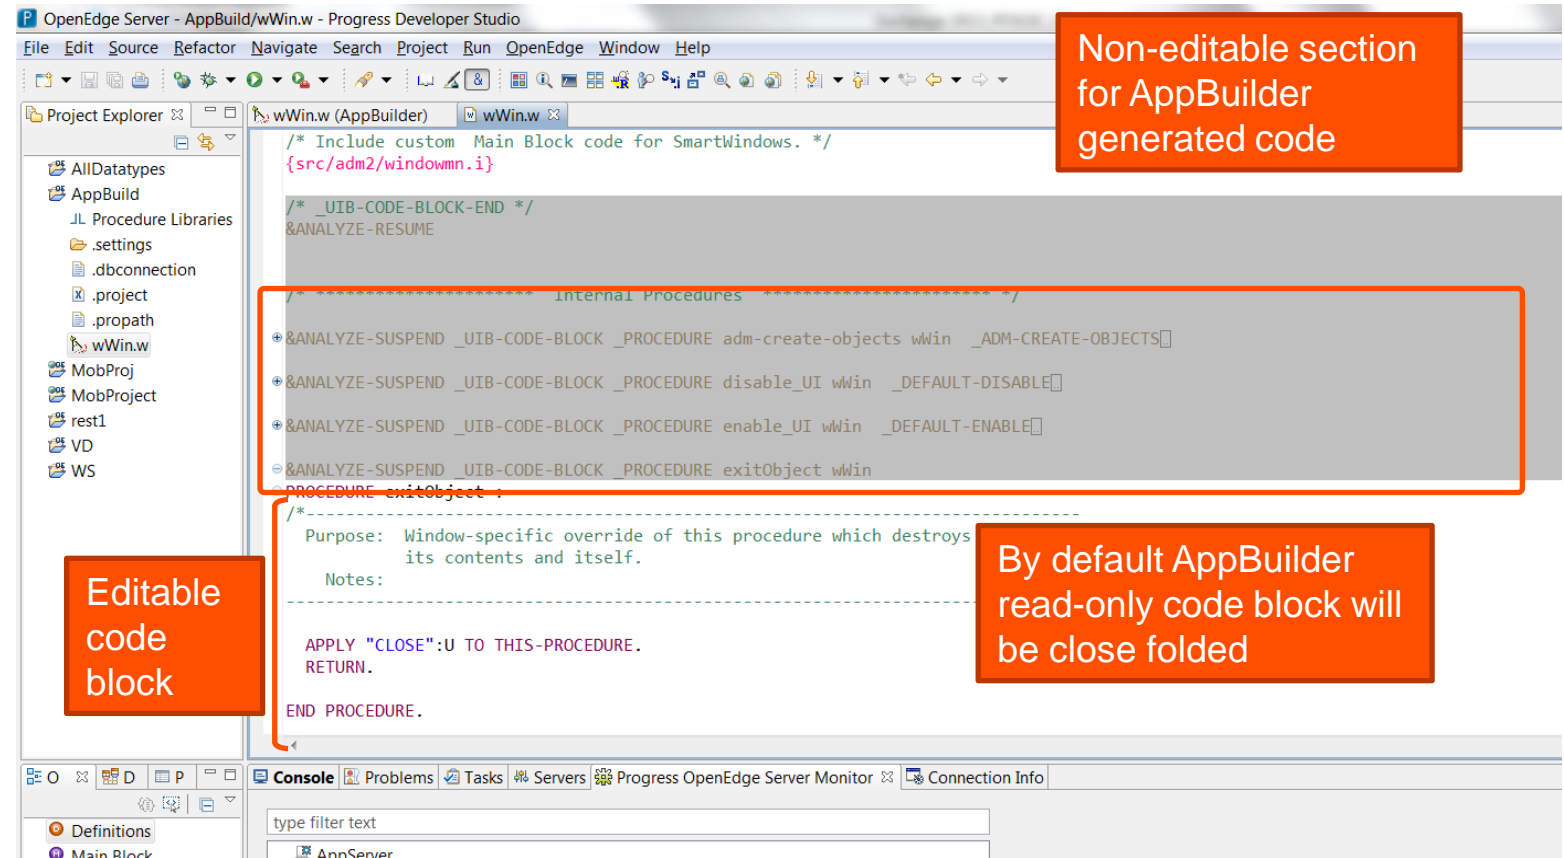 OpenEdge Server - AppBuild/wWin.w - Progress Developer Studio
File Edit Source Refactor Navigate Search Project Run OpenEdge Window Help
Non-editable section
for AppBuilder
generated code
Project Explorer
wWin.w (AppBuilder)
wWin.w
AllDatatypes
AppBuild
Procedure Libraries
.settings
.dbconnection
.project
.propath
wWin.w
MobProj
MobProject
rest1
VD
WS
/* Include custom  Main Block code for SmartWindows. */
{src/adm2/windowmn.i}
/* _UIB-CODE-BLOCK-END */
&ANALYZE-RESUME
/* **********************  Internal Procedures  *********************** */
&ANALYZE-SUSPEND _UIB-CODE-BLOCK _PROCEDURE adm-create-objects wWin  _ADM-CREATE-OBJECTS
&ANALYZE-SUSPEND _UIB-CODE-BLOCK _PROCEDURE disable_UI wWin  _DEFAULT-DISABLE
&ANALYZE-SUSPEND _UIB-CODE-BLOCK _PROCEDURE enable_UI wWin  _DEFAULT-ENABLE
&ANALYZE-SUSPEND _UIB-CODE-BLOCK _PROCEDURE exitObject wWin
PROCEDURE exitObject :
/*------------------------------------------------------------------------------
Purpose:  Window-specific override of this procedure which destroys
its contents and itself.
Notes:
------------------------------------------------------------------------------
APPLY "CLOSE":U TO THIS-PROCEDURE.
RETURN.
END PROCEDURE.
Editable
code
block
By default AppBuilder
read-only code block will
be close folded
O D P
Definitions
Main Block
Console Problems Tasks Servers Progress OpenEdge Server Monitor Connection Info
type filter text
AppServer